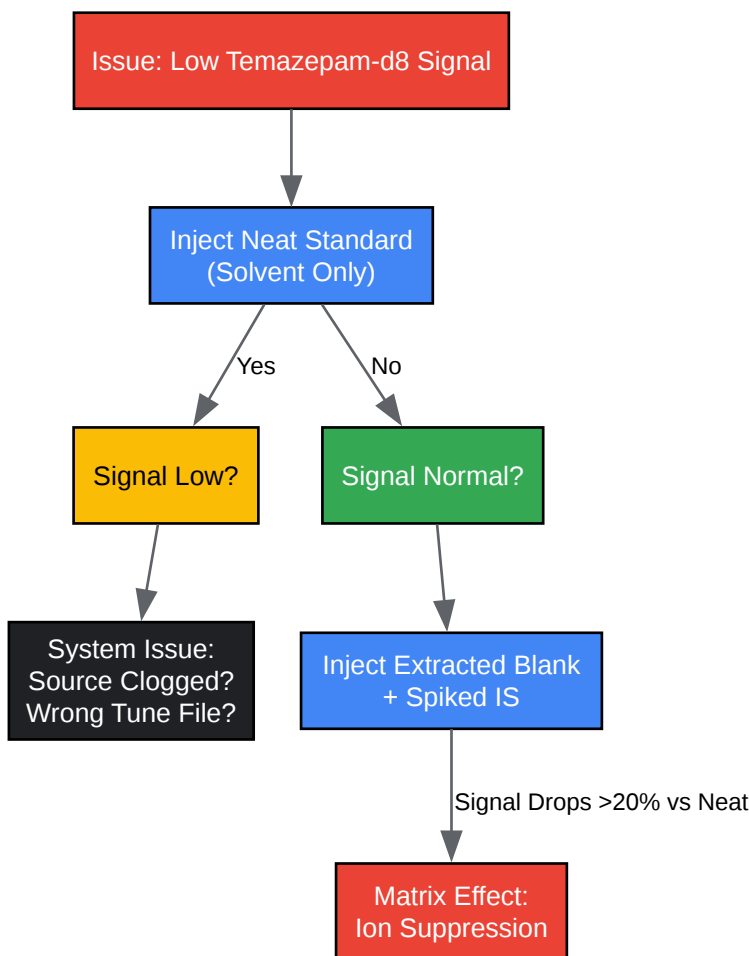 Issue: Low Temazepam-d8 Signal
Inject Neat Standard
(Solvent Only)
Yes
No
Signal Low?
Signal Normal?
System Issue:
Source Clogged?
Wrong Tune File?
Inject Extracted Blank
+ Spiked IS
Signal Drops >20% vs Neat
Matrix Effect:
Ion Suppression